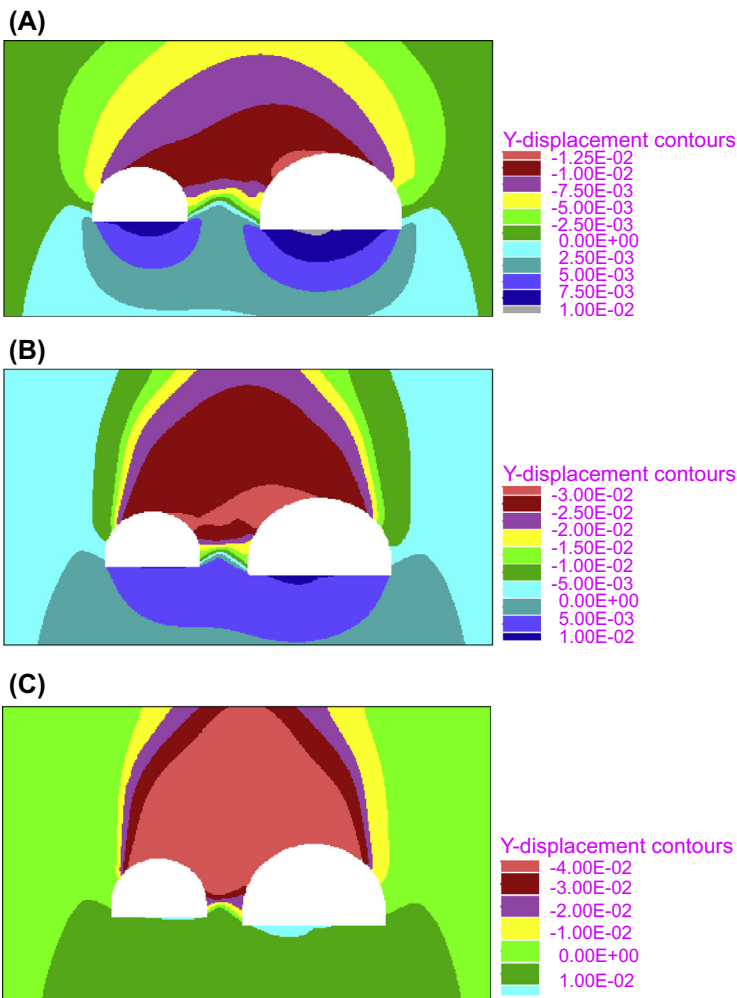 (A)
Y-displacement contours
-1.25E-02
-1.00E-02
-7.50E-03
-5.00E-03
-2.50E-03
0.00E+00
2.50E-03
5.00E-03
7.50E-03
1.00E-02
(B)
Y-displacement contours
-3.00E-02
-2.50E-02
-2.00E-02
-1.50E-02
-1.00E-02
-5.00E-03
0.00E+00
5.00E-03
1.00E-02
(C)
Y-displacement contours
-4.00E-02
-3.00E-02
-2.00E-02
-1.00E-02
0.00E+00
1.00E-02